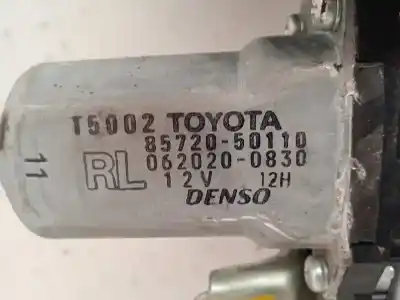 T5002 TOYOTA
85720-50110
RL 062020-0830
12V 12H
DENSO
11